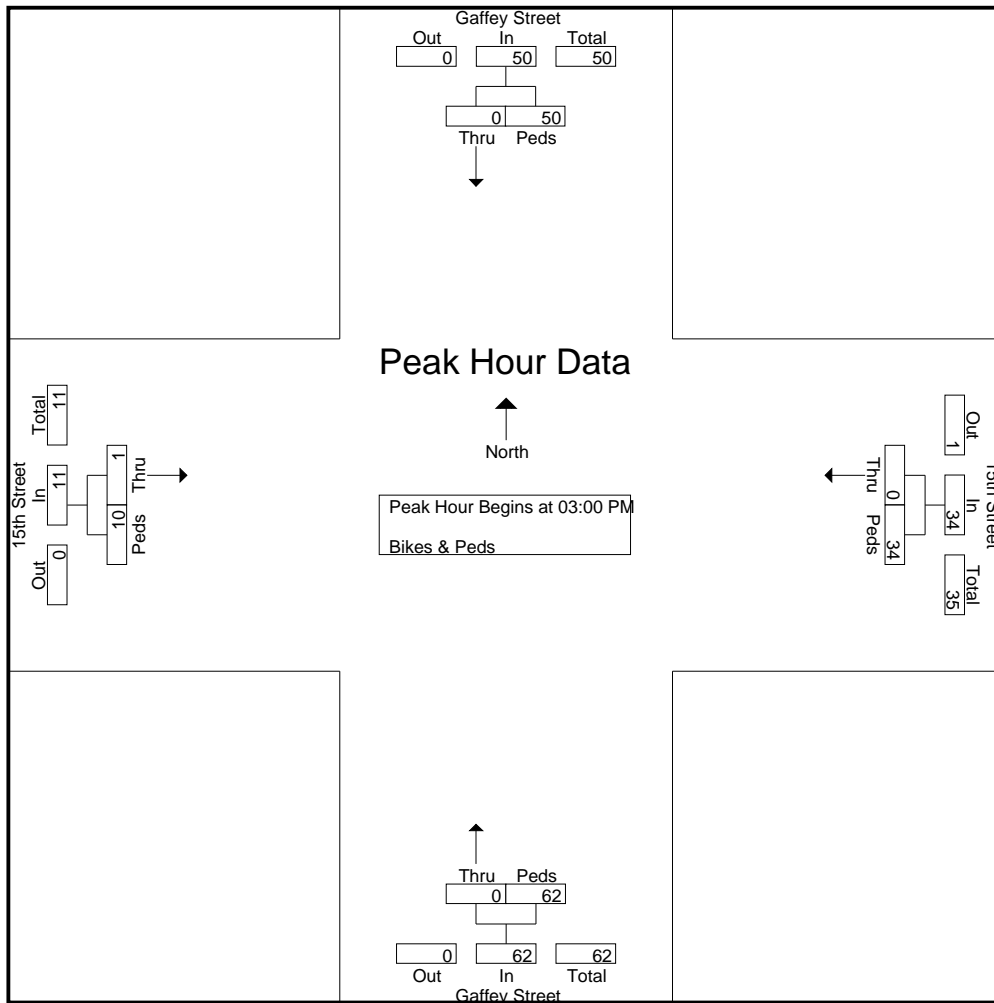 Gaffey Street
Out In Total
0 50 50
0 50
Thru Peds
Peak Hour Data
North
Peak Hour Begins at 03:00 PM
Bikes & Peds
15th Street
Total In Out
11 11 0
1 10
Thru Peds
15th Street
Out In Total
1 34 35
0 34
Thru Peds
Thru Peds
0 62
0 62 62
Out In Total
Gaffey Street